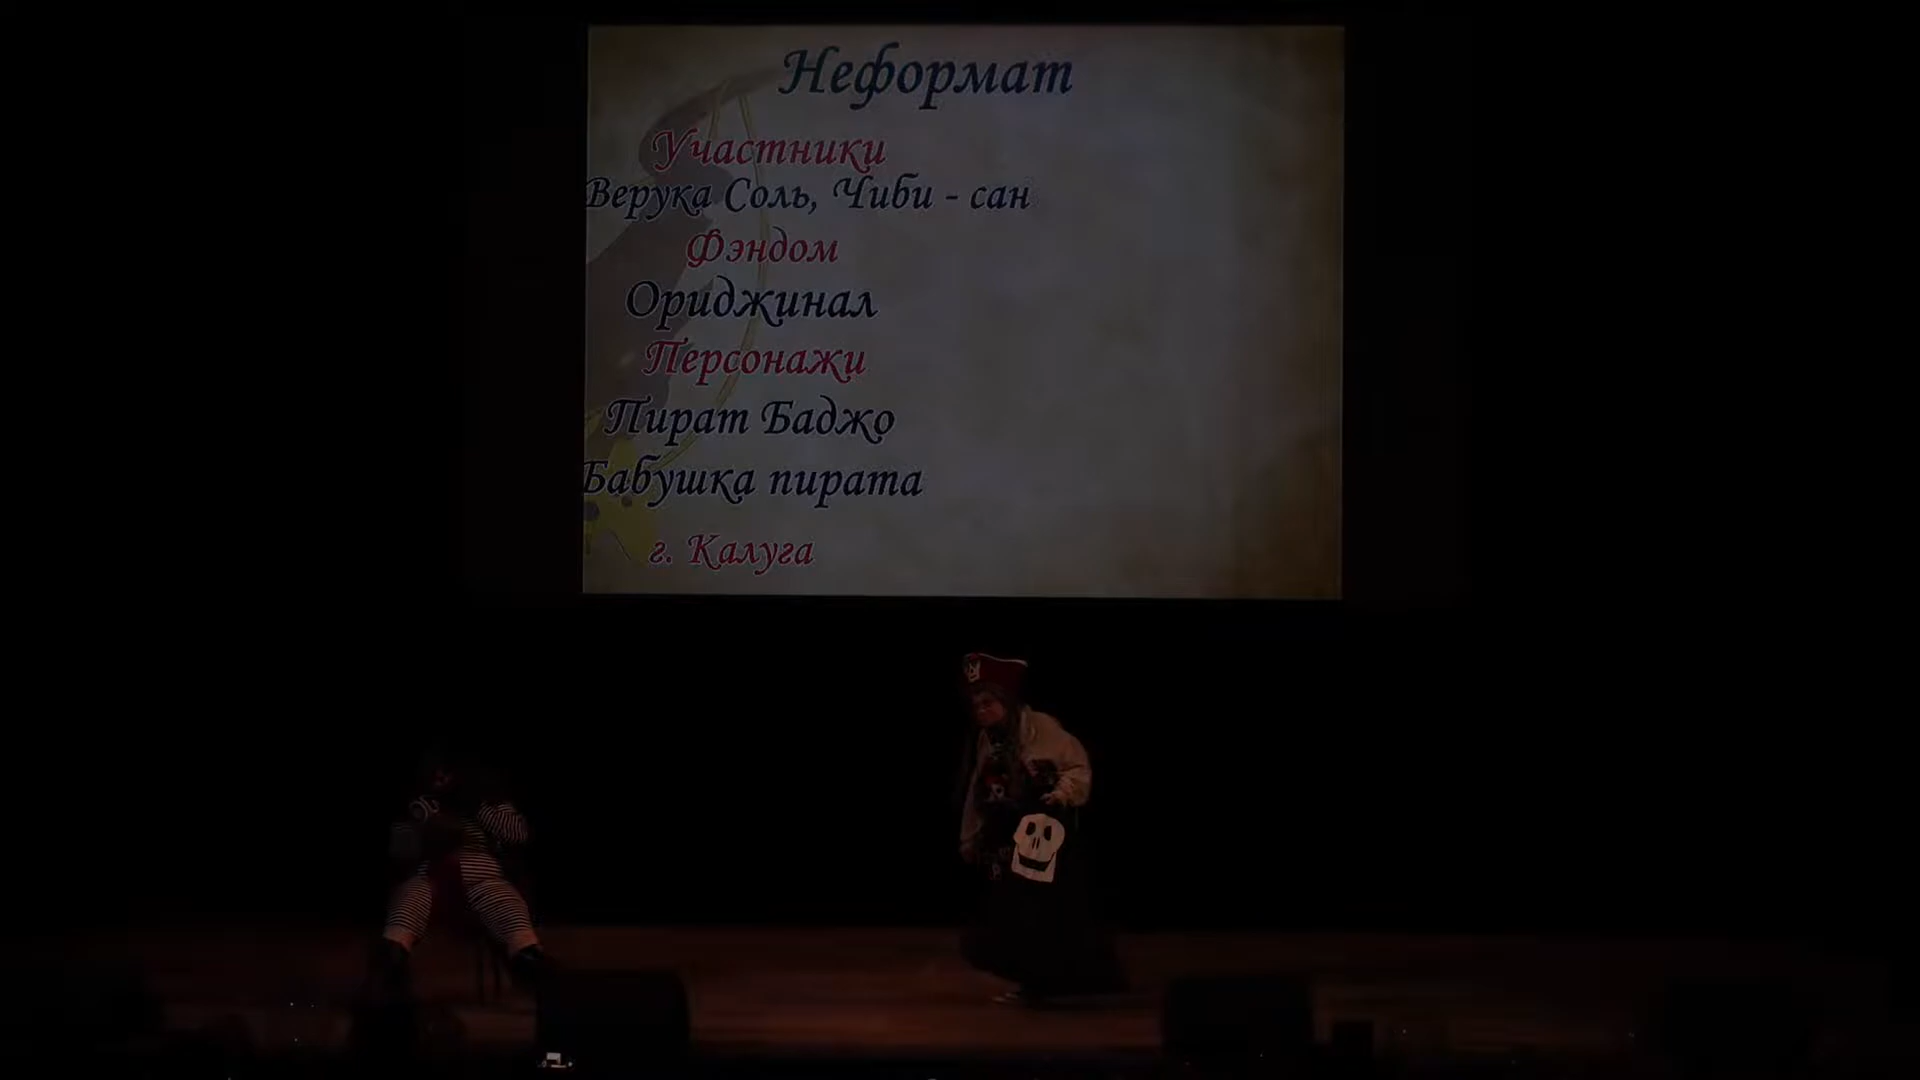 Неформат
Участники
Верука Соль, Чиби - сан
Фэндом
Ориджинал
Персонажи
Пират Баджо
Бабушка пирата
г. Калуга